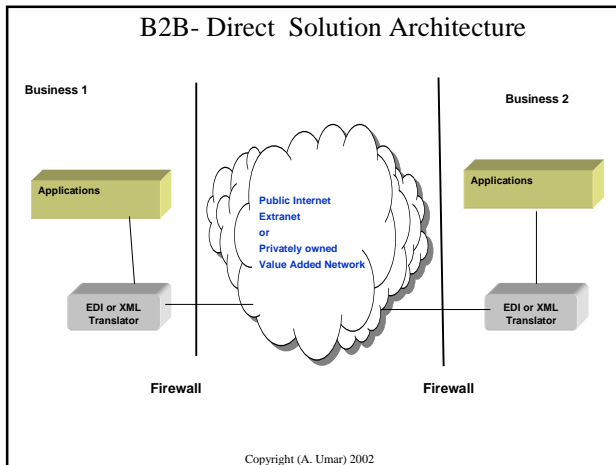 B2B- Direct  Solution Architecture
Business 1
Business 2
Applications
Applications
Public Internet
Extranet
or
Privately owned
Value Added Network
EDI or XML
Translator
EDI or XML
Translator
Firewall
Firewall
Copyright (A. Umar) 2002